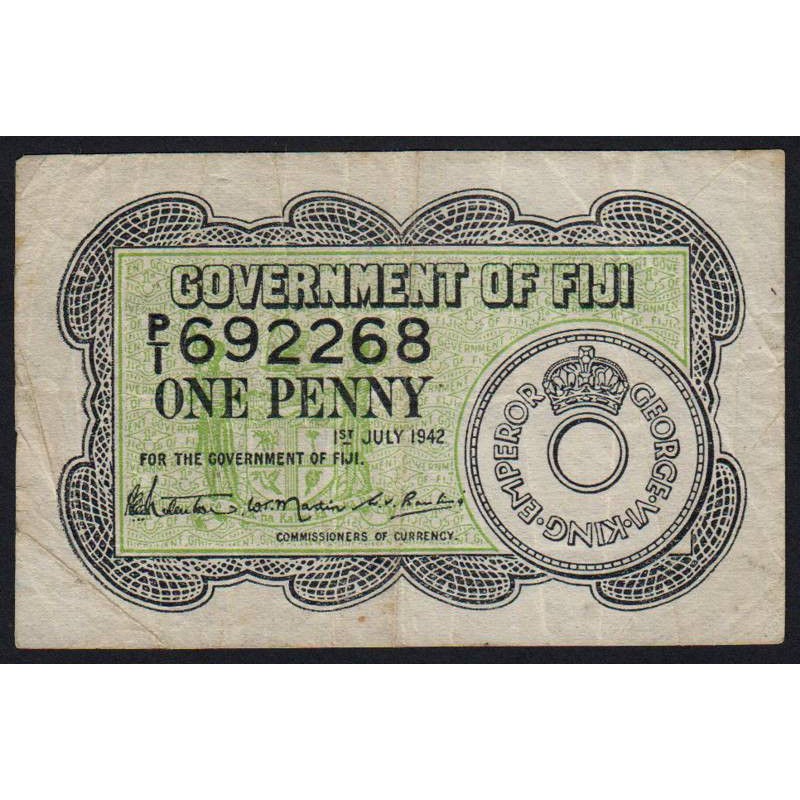 GOVERNMENT OF FIJI
P/1 692268
ONE PENNY
1ST JULY 1942
FOR THE GOVERNMENT OF FIJI.
COMMISSIONERS OF CURRENCY.
GEORGE·VI·KING·EMPEROR